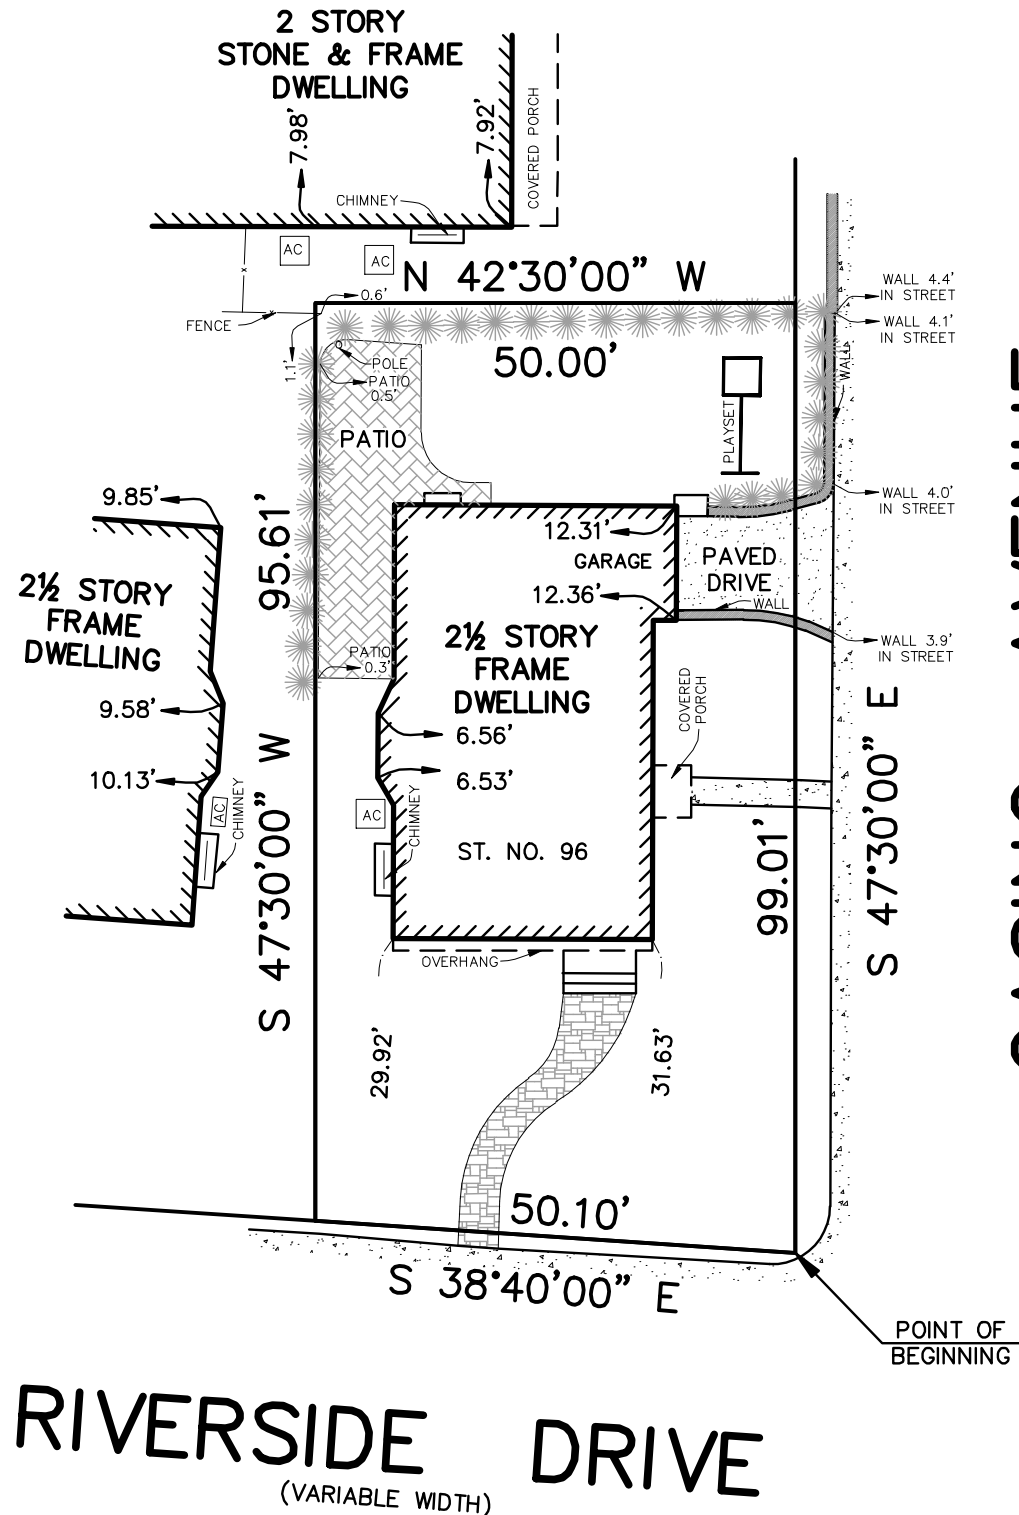 2 STORY
STONE & FRAME
DWELLING
7.98'
7.92'
COVERED PORCH
CHIMNEY
AC
AC
N 42°30'00" W
0.6'
FENCE
1.1'
50.00'
POLE
PATIO
0.5'
PATIO
PLAYSET
WALL
WALL 4.4'
IN STREET
WALL 4.1'
IN STREET
WALL 4.0'
IN STREET
9.85'
95.61'
12.31'
GARAGE
PAVED
DRIVE
12.36'
WALL
2½ STORY
FRAME
DWELLING
2½ STORY
FRAME
DWELLING
WALL 3.9'
IN STREET
PATIO
0.3'
COVERED
PORCH
9.58'
6.56'
10.13'
6.53'
AC
CHIMNEY
AC
CHIMNEY
ST. NO. 96
S 47°30'00" W
99.01'
S 47°30'00" E
OVERHANG
29.92'
31.63'
50.10'
S 38°40'00" E
POINT OF
BEGINNING
RIVERSIDE DRIVE
(VARIABLE WIDTH)